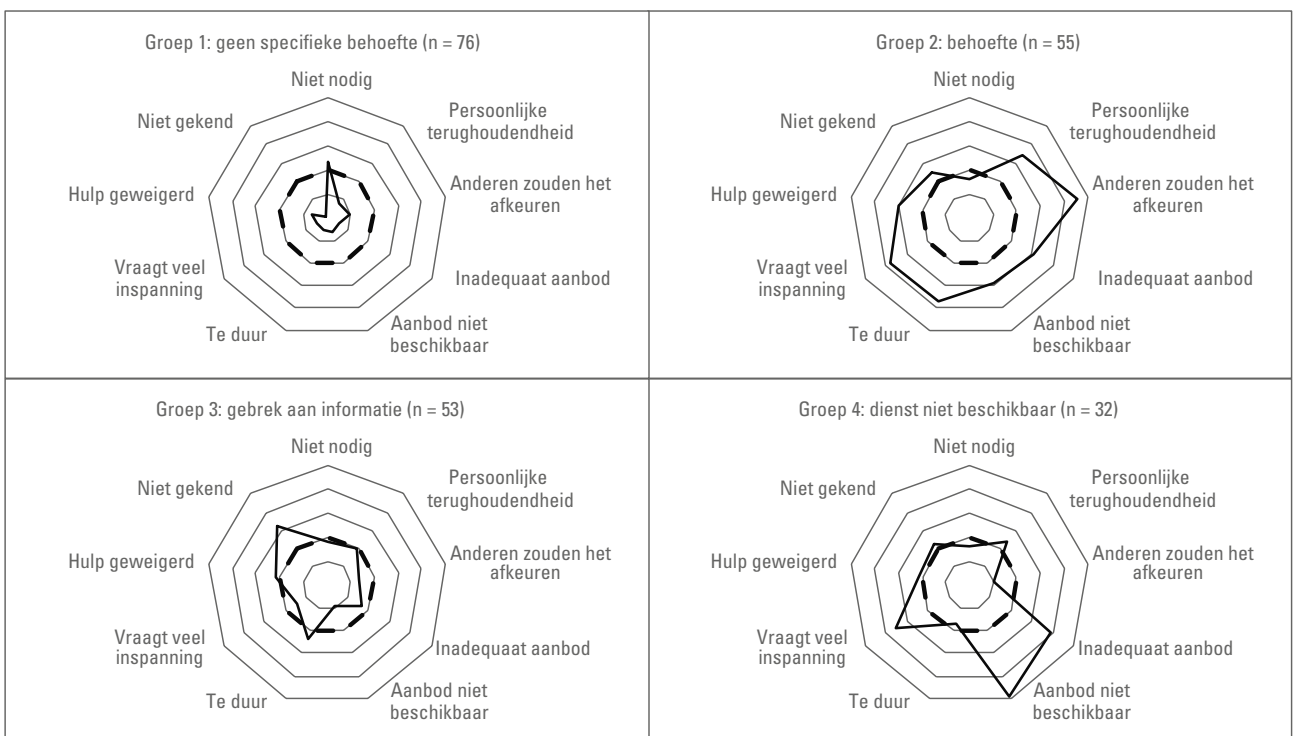 Groep 1: geen specifieke behoefte (n = 76)
Niet nodig
Persoonlijke
terughoudendheid
Anderen zouden het
afkeuren
Inadequaat aanbod
Aanbod niet
beschikbaar
Te duur
Vraagt veel
inspanning
Hulp geweigerd
Niet gekend
Groep 2: behoefte (n = 55)
Niet nodig
Persoonlijke
terughoudendheid
Anderen zouden het
afkeuren
Inadequaat aanbod
Aanbod niet
beschikbaar
Te duur
Vraagt veel
inspanning
Hulp geweigerd
Niet gekend
Groep 3: gebrek aan informatie (n = 53)
Niet nodig
Persoonlijke
terughoudendheid
Anderen zouden het
afkeuren
Inadequaat aanbod
Aanbod niet
beschikbaar
Te duur
Vraagt veel
inspanning
Hulp geweigerd
Niet gekend
Groep 4: dienst niet beschikbaar (n = 32)
Niet nodig
Persoonlijke
terughoudendheid
Anderen zouden het
afkeuren
Inadequaat aanbod
Aanbod niet
beschikbaar
Te duur
Vraagt veel
inspanning
Hulp geweigerd
Niet gekend